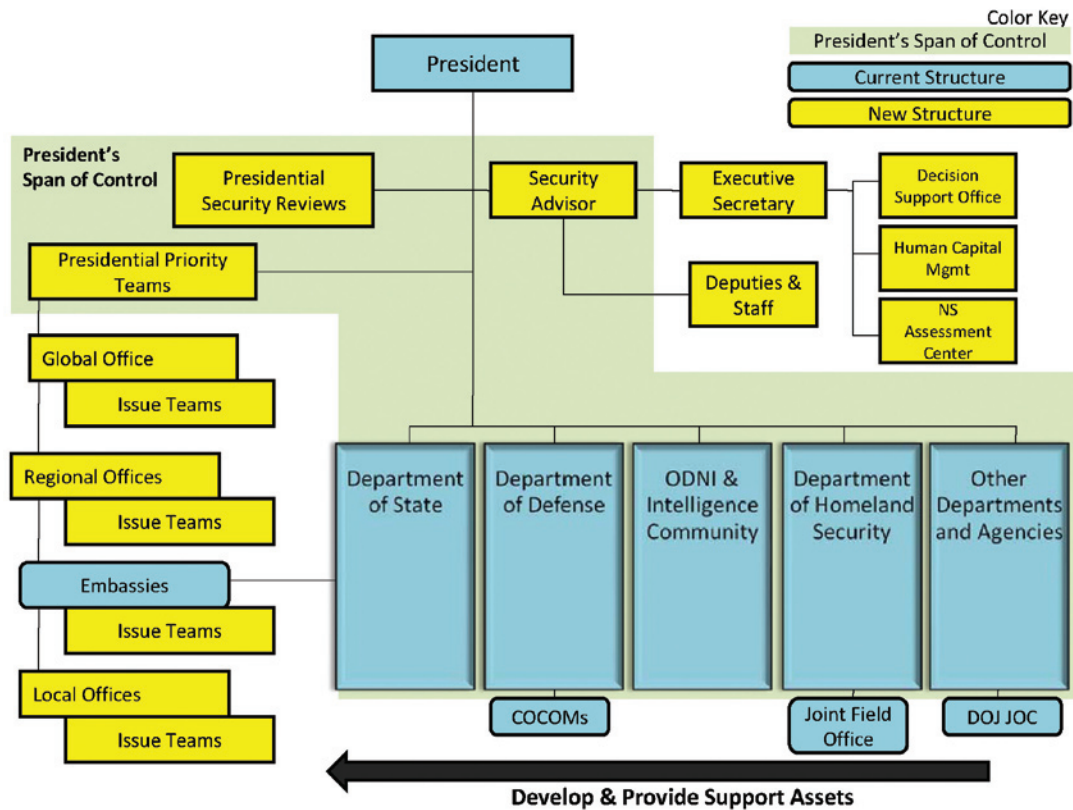 Color Key
President's Span of Control
Current Structure
New Structure
President
President's
Span of Control
Presidential
Security Reviews
Security
Advisor
Executive
Secretary
Decision
Support Office
Human Capital
Mgmt
NS
Assessment
Center
Presidential Priority
Teams
Deputies &
Staff
Global Office
Issue Teams
Regional Offices
Issue Teams
Embassies
Issue Teams
Local Offices
Issue Teams
Department
of State
Department
of Defense
ODNI &
Intelligence
Community
Department
of Homeland
Security
Other
Departments
and Agencies
COCOMs
Joint Field
Office
DOJ JOC
Develop & Provide Support Assets